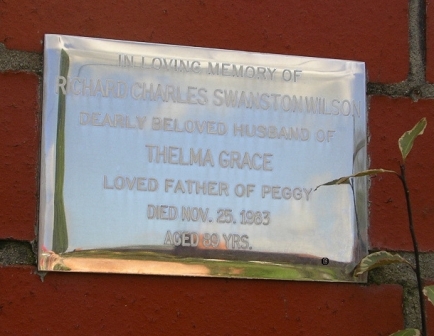 IN LOVING MEMORY OF
RICHARD CHARLES SWANSTON WILSON
DEARLY BELOVED HUSBAND OF
THELMA GRACE
LOVED FATHER OF PEGGY
DIED NOV. 25, 1983
AGED 89 YRS.